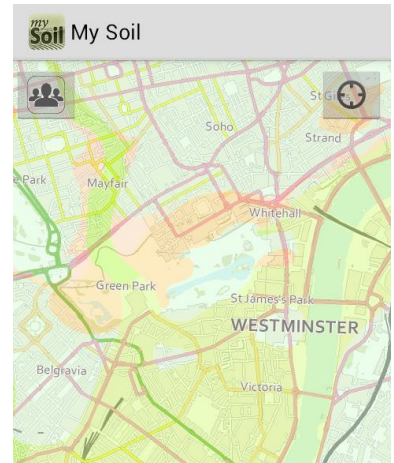 my
Soil My Soil
St Gi
Soho
Strand
e Park
Mayfair
Whitehall
Green Park
St James's Park
WESTMINSTER
Belgravia
Victoria